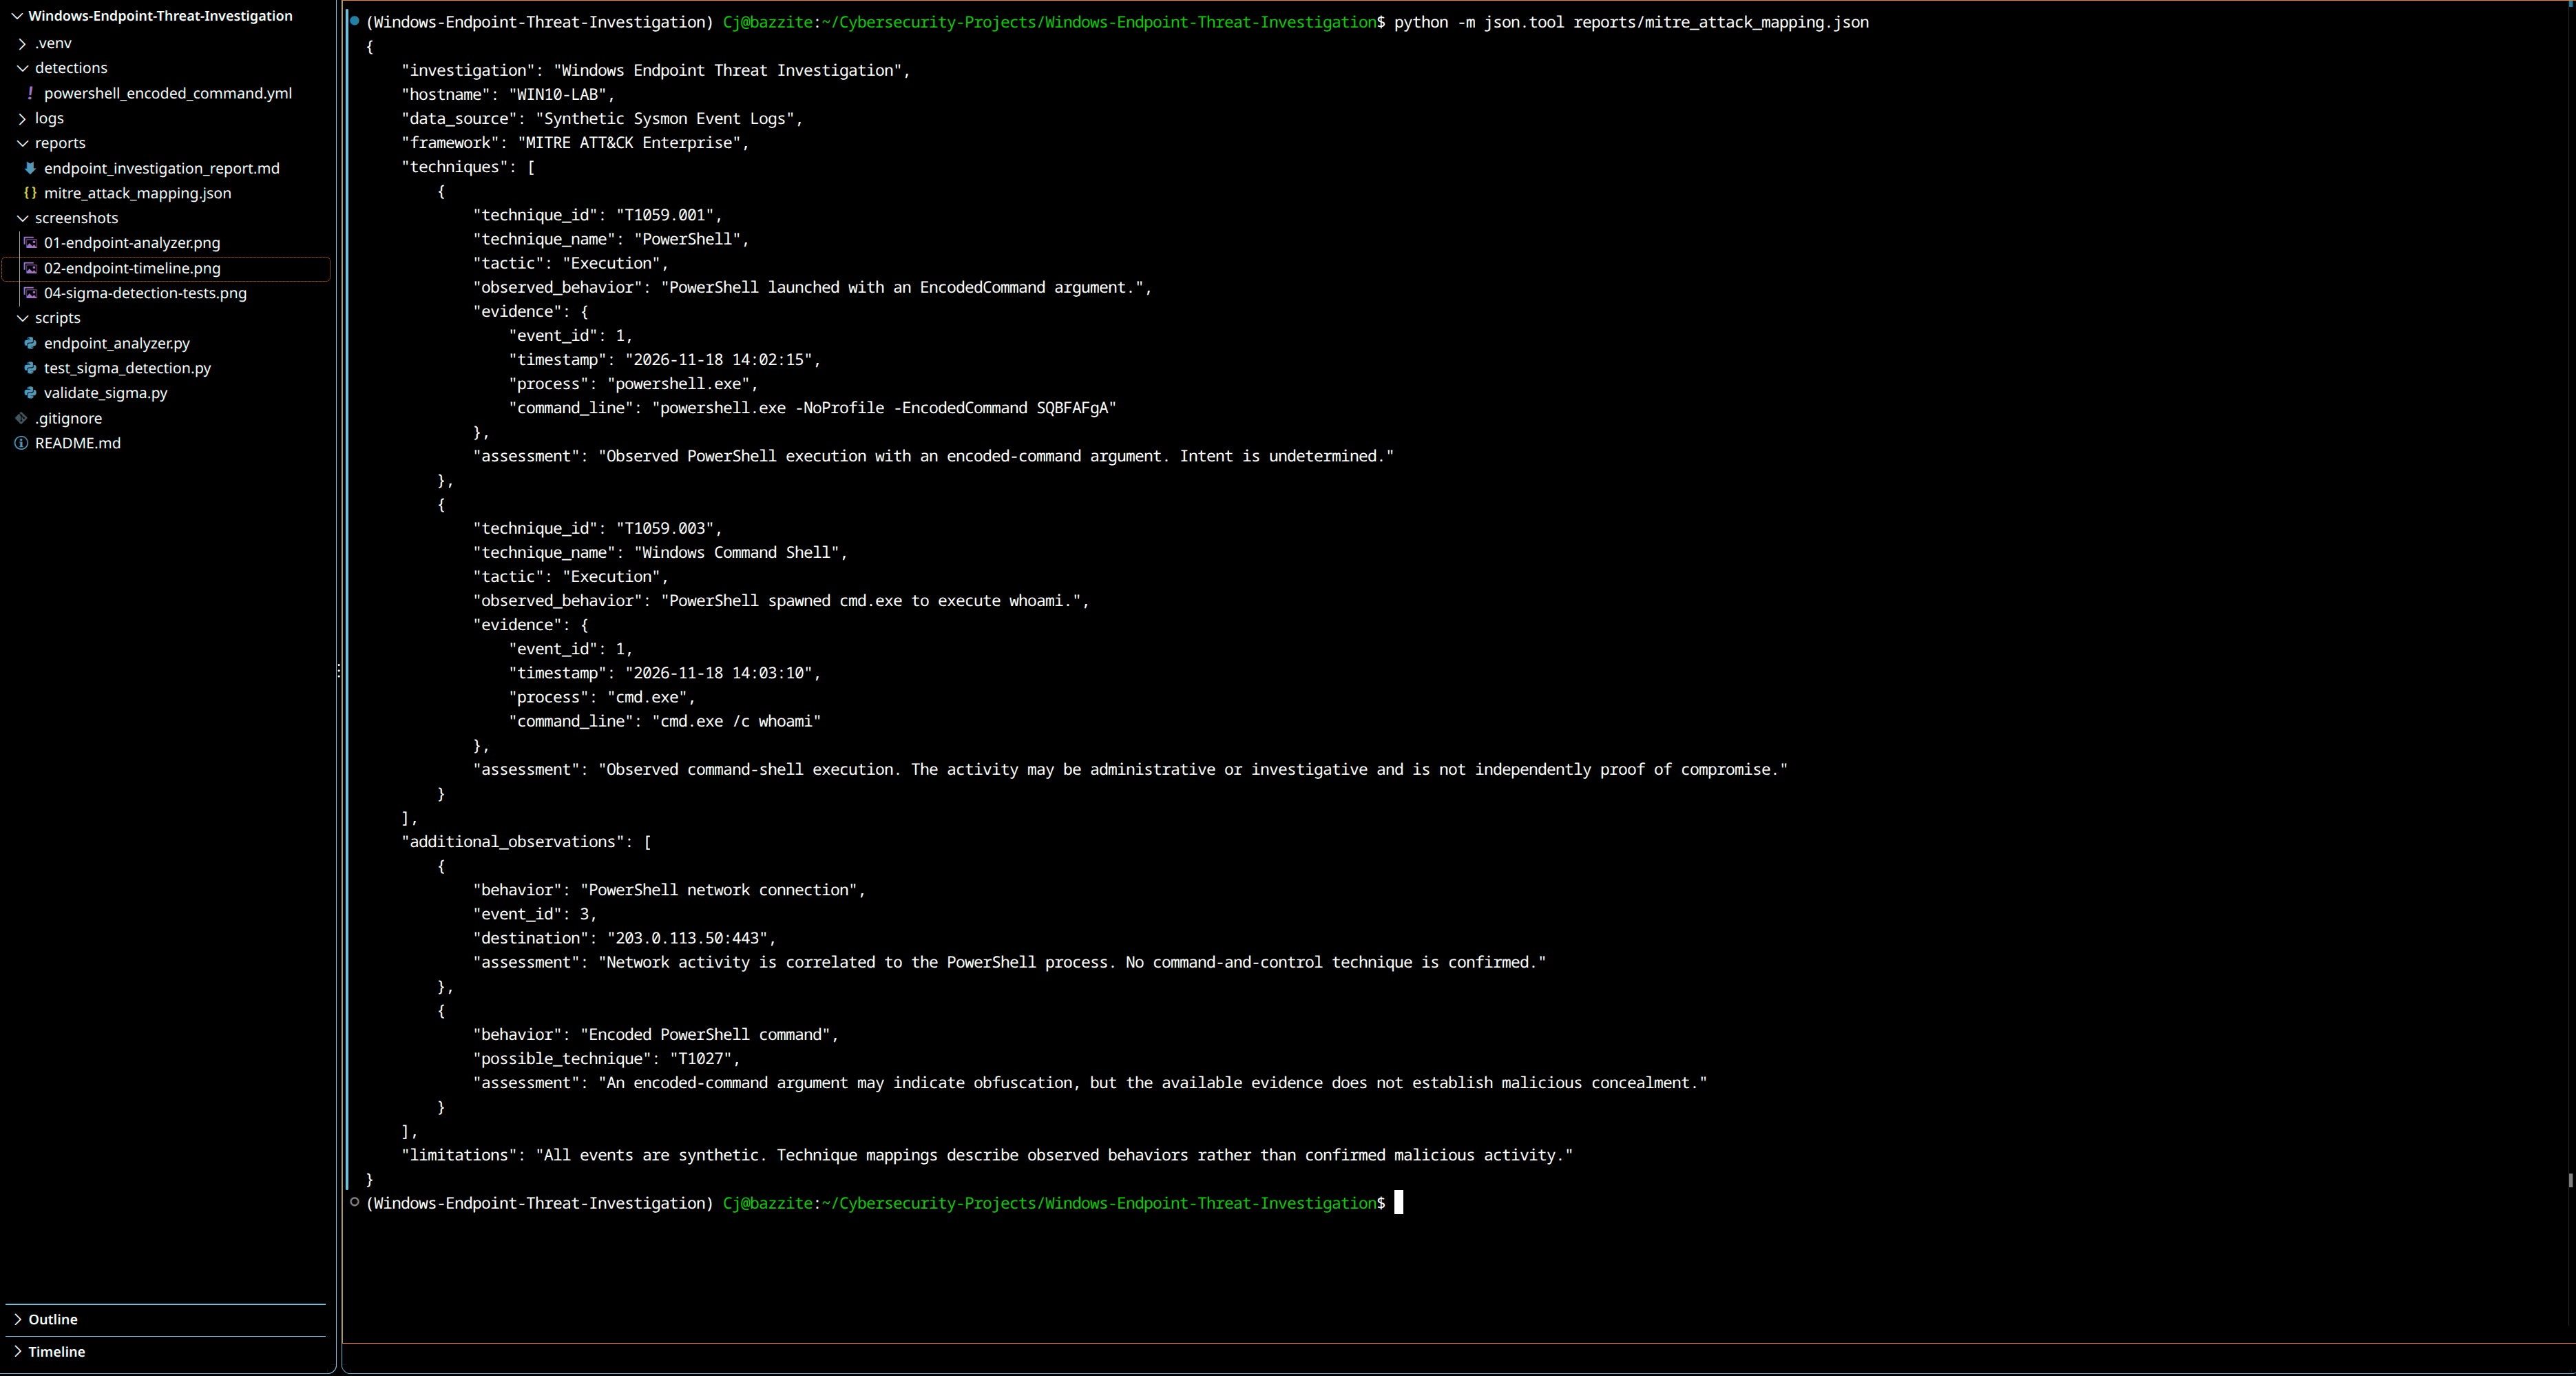 Windows-Endpoint-Threat-Investigation
.venv
detections
powershell_encoded_command.yml
logs
reports
endpoint_investigation_report.md
mitre_attack_mapping.json
screenshots
01-endpoint-analyzer.png
02-endpoint-timeline.png
04-sigma-detection-tests.png
scripts
endpoint_analyzer.py
test_sigma_detection.py
validate_sigma.py
.gitignore
README.md
Outline
Timeline
(Windows-Endpoint-Threat-Investigation) Cj@bazzite:~/Cybersecurity-Projects/Windows-Endpoint-Threat-Investigation$ python -m json.tool reports/mitre_attack_mapping.json
{
    "investigation": "Windows Endpoint Threat Investigation",
    "hostname": "WIN10-LAB",
    "data_source": "Synthetic Sysmon Event Logs",
    "framework": "MITRE ATT&CK Enterprise",
    "techniques": [
        {
            "technique_id": "T1059.001",
            "technique_name": "PowerShell",
            "tactic": "Execution",
            "observed_behavior": "PowerShell launched with an EncodedCommand argument.",
            "evidence": {
                "event_id": 1,
                "timestamp": "2026-11-18 14:02:15",
                "process": "powershell.exe",
                "command_line": "powershell.exe -NoProfile -EncodedCommand SQBFAFgA"
            },
            "assessment": "Observed PowerShell execution with an encoded-command argument. Intent is undetermined."
        },
        {
            "technique_id": "T1059.003",
            "technique_name": "Windows Command Shell",
            "tactic": "Execution",
            "observed_behavior": "PowerShell spawned cmd.exe to execute whoami.",
            "evidence": {
                "event_id": 1,
                "timestamp": "2026-11-18 14:03:10",
                "process": "cmd.exe",
                "command_line": "cmd.exe /c whoami"
            },
            "assessment": "Observed command-shell execution. The activity may be administrative or investigative and is not independently proof of compromise."
        }
    ],
    "additional_observations": [
        {
            "behavior": "PowerShell network connection",
            "event_id": 3,
            "destination": "203.0.113.50:443",
            "assessment": "Network activity is correlated to the PowerShell process. No command-and-control technique is confirmed."
        },
        {
            "behavior": "Encoded PowerShell command",
            "possible_technique": "T1027",
            "assessment": "An encoded-command argument may indicate obfuscation, but the available evidence does not establish malicious concealment."
        }
    ],
    "limitations": "All events are synthetic. Technique mappings describe observed behaviors rather than confirmed malicious activity."
}
(Windows-Endpoint-Threat-Investigation) Cj@bazzite:~/Cybersecurity-Projects/Windows-Endpoint-Threat-Investigation$